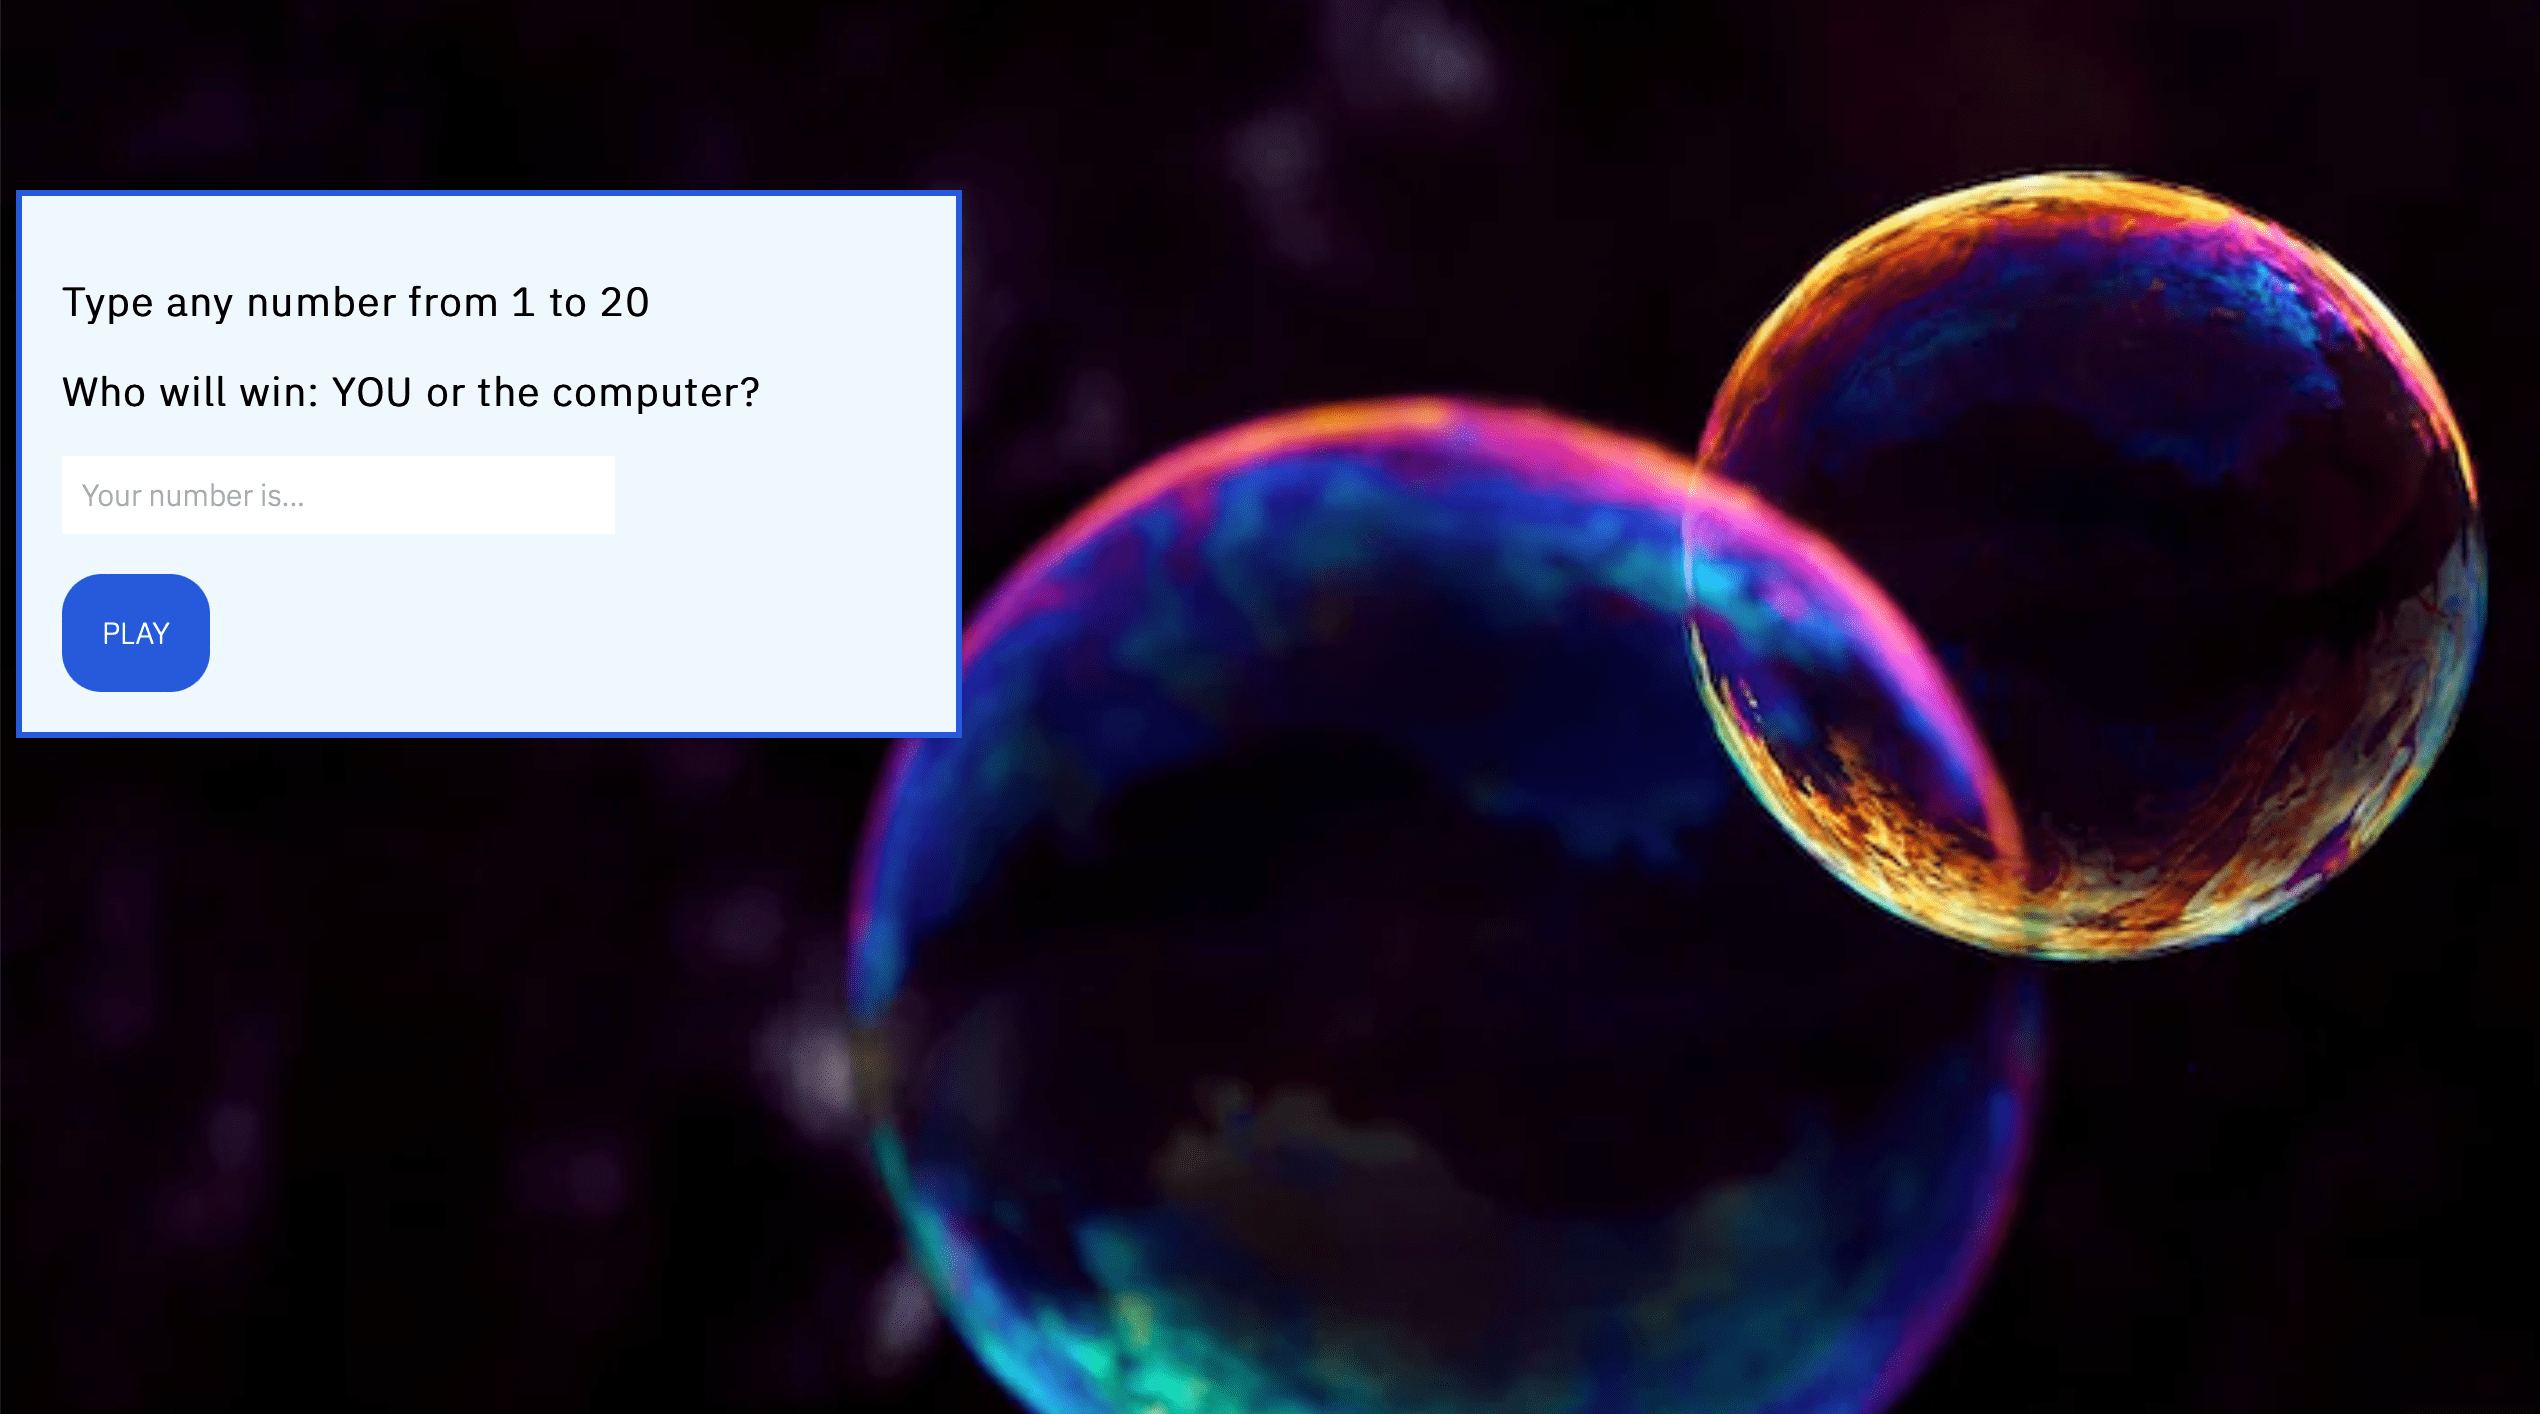 Type any number from 1 to 20
Who will win: YOU or the computer?
Your number is...
PLAY